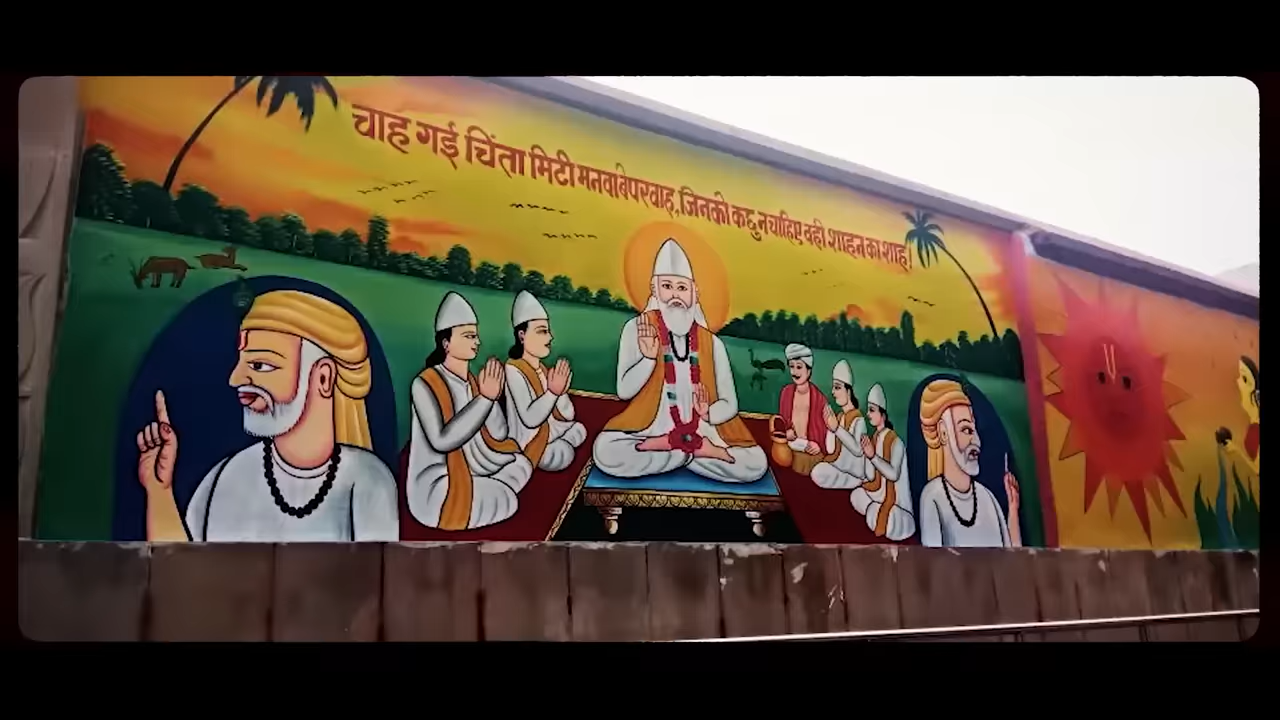 चाह गई चिंता मिटी मनवा बेपरवाह, जिनको कछु न चाहिए वही शाहन का शाह।